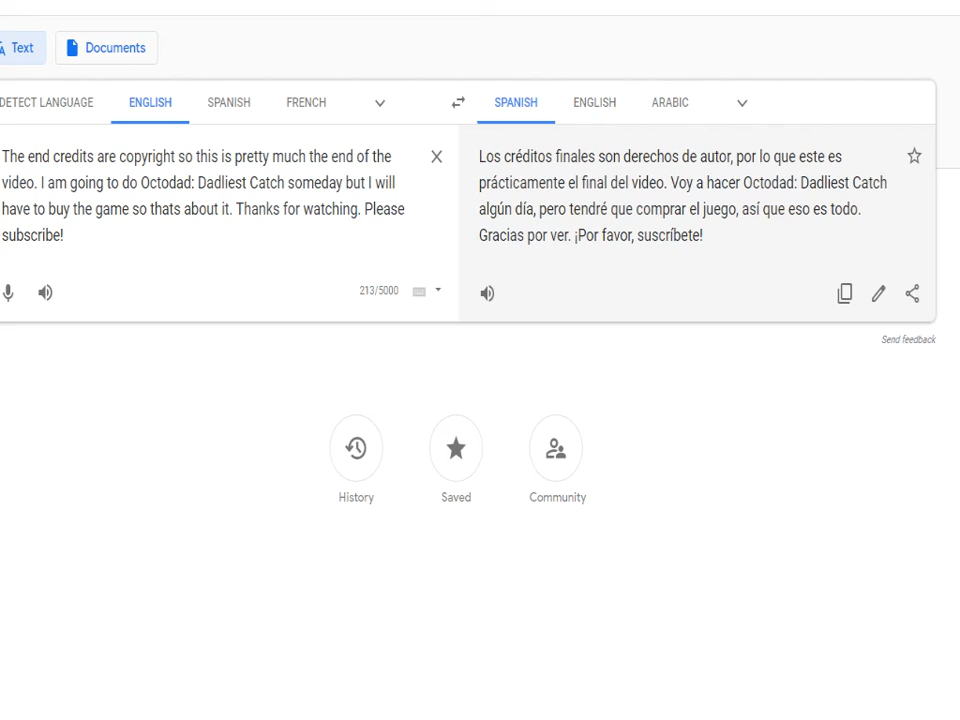 Text
Documents
DETECT LANGUAGE
ENGLISH
SPANISH
FRENCH
SPANISH
ENGLISH
ARABIC
The end credits are copyright so this is pretty much the end of the
video. I am going to do Octodad: Dadliest Catch someday but I will
have to buy the game so thats about it. Thanks for watching. Please
subscribe!
213/5000
Los créditos finales son derechos de autor, por lo que este es
prácticamente el final del video. Voy a hacer Octodad: Dadliest Catch
algún día, pero tendré que comprar el juego, así que eso es todo.
Gracias por ver. ¡Por favor, suscríbete!
Send feedback
History
Saved
Community